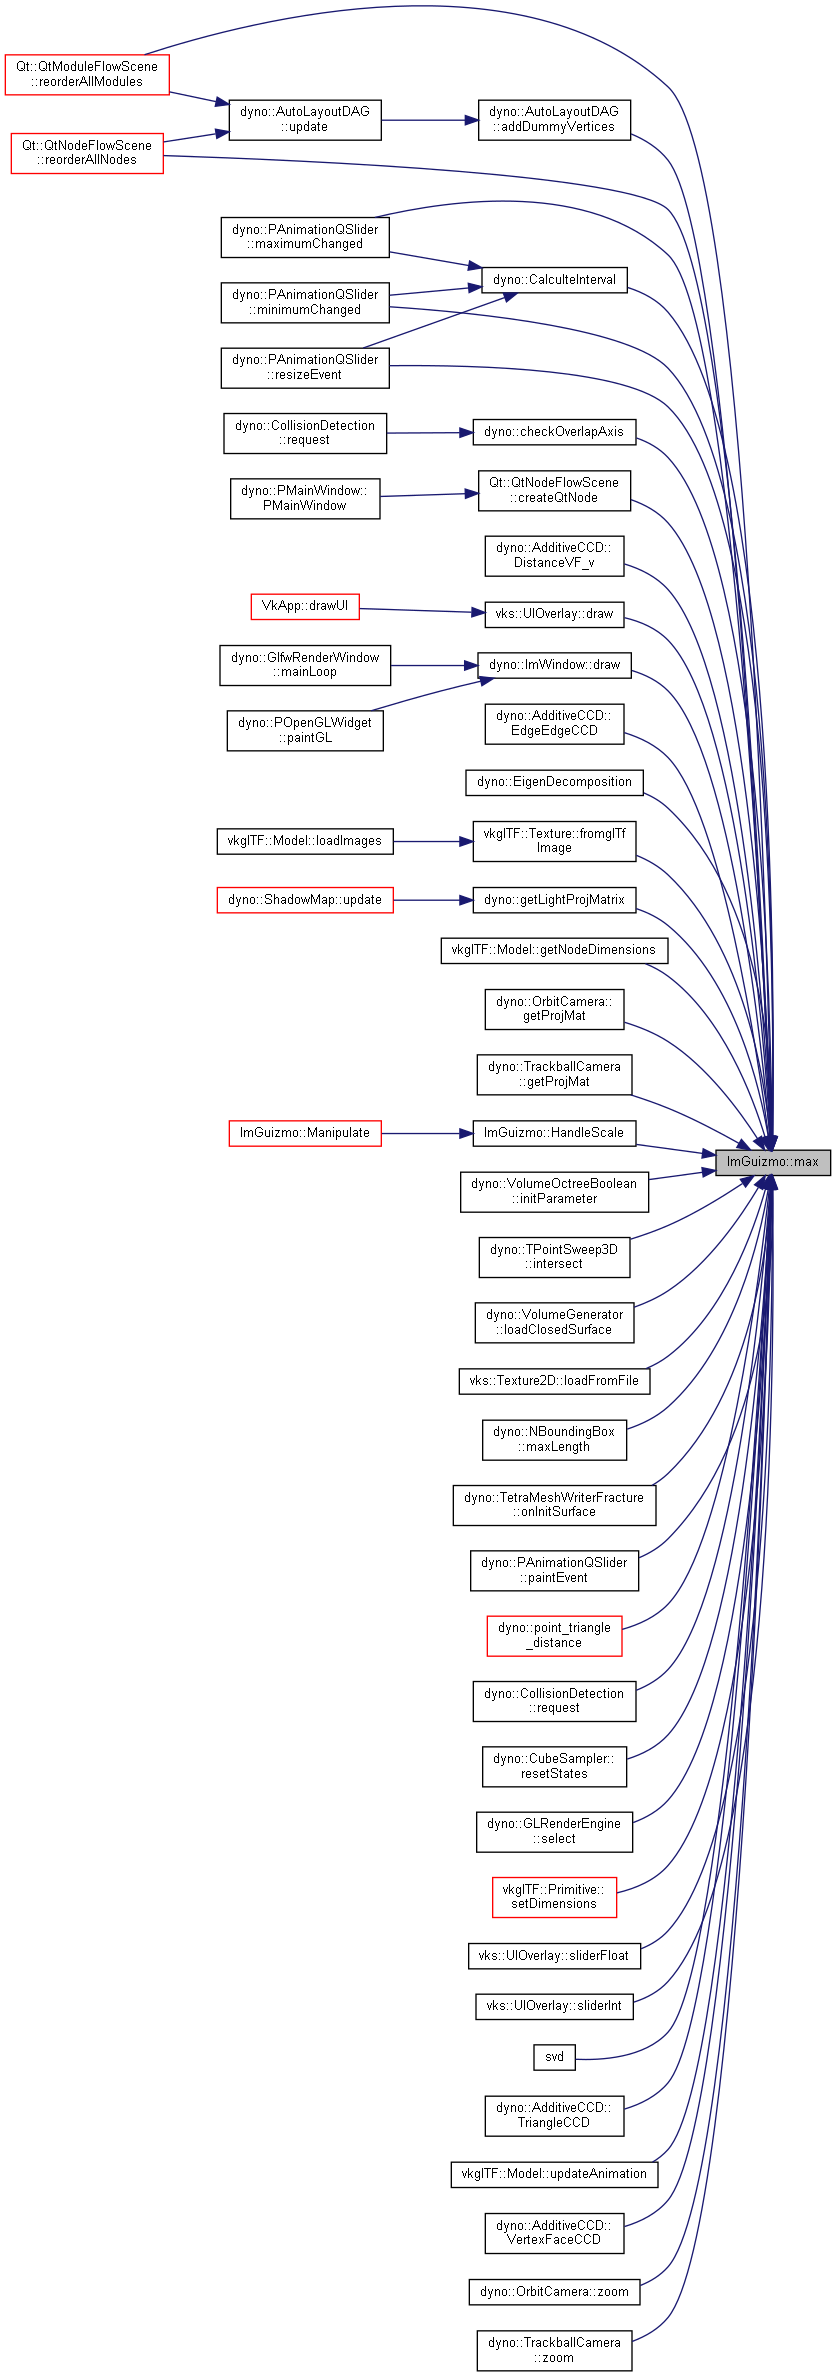 Qt::QtModuleFlowScene
::reorderAllModules
dyno::AutoLayoutDAG
::update
dyno::AutoLayoutDAG
::addDummyVertices
Qt::QtNodeFlowScene
::reorderAllNodes
dyno::PAnimationQSlider
::maximumChanged
dyno::CalculteInterval
dyno::PAnimationQSlider
::minimumChanged
dyno::PAnimationQSlider
::resizeEvent
dyno::CollisionDetection
::request
dyno::checkOverlapAxis
dyno::PMainWindow::
PMainWindow
Qt::QtNodeFlowScene
::createQtNode
dyno::AdditiveCCD::
DistanceVF_v
VkApp::drawUI
vks::UIOverlay::draw
dyno::GlfwRenderWindow
::mainLoop
dyno::ImWindow::draw
dyno::POpenGLWidget
::paintGL
dyno::AdditiveCCD::
EdgeEdgeCCD
dyno::EigenDecomposition
vkglTF::Model::loadImages
vkglTF::Texture::fromglTf
Image
dyno::ShadowMap::update
dyno::getLightProjMatrix
vkglTF::Model::getNodeDimensions
dyno::OrbitCamera::
getProjMat
dyno::TrackballCamera
::getProjMat
ImGuizmo::Manipulate
ImGuizmo::HandleScale
ImGuizmo::max
dyno::VolumeOctreeBoolean
::initParameter
dyno::TPointSweep3D
::intersect
dyno::VolumeGenerator
::loadClosedSurface
vks::Texture2D::loadFromFile
dyno::NBoundingBox
::maxLength
dyno::TetraMeshWriterFracture
::onInitSurface
dyno::PAnimationQSlider
::paintEvent
dyno::point_triangle
_distance
dyno::CollisionDetection
::request
dyno::CubeSampler::
resetStates
dyno::GLRenderEngine
::select
vkglTF::Primitive::
setDimensions
vks::UIOverlay::sliderFloat
vks::UIOverlay::sliderInt
svd
dyno::AdditiveCCD::
TriangleCCD
vkglTF::Model::updateAnimation
dyno::AdditiveCCD::
VertexFaceCCD
dyno::OrbitCamera::zoom
dyno::TrackballCamera
::zoom